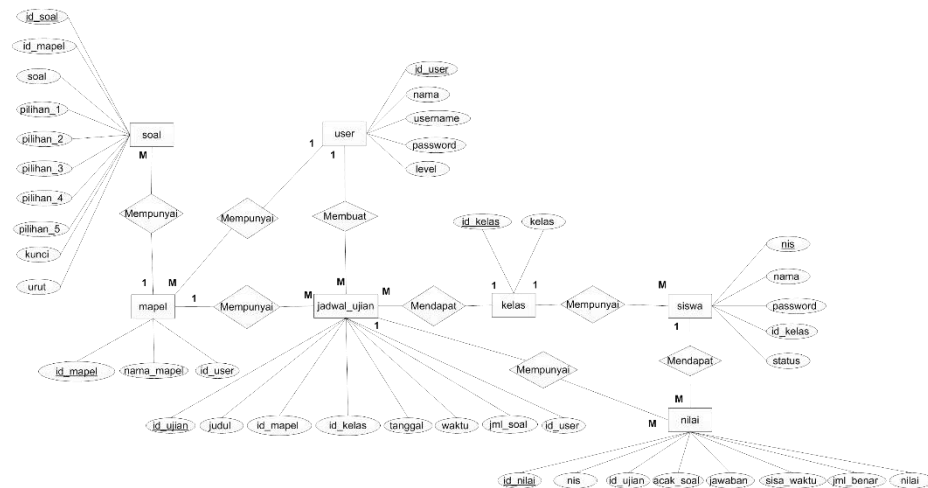 id_soal
id_mapel
soal
pilihan_1
pilihan_2
pilihan_3
pilihan_4
pilihan_5
kunci
urut
soal
M
Mempunyai
1
mapel
id_mapel
nama_mapel
id_user
user
id_user
nama
username
password
level
1
Mempunyai
M
1
Membuat
M
1
Mempunyai
M
jadwal_ujian
id_ujian
judul
id_mapel
id_kelas
tanggal
waktu
jml_soal
id_user
M
Mendapat
1
kelas
id_kelas
kelas
1
Mempunyai
M
siswa
nis
nama
password
id_kelas
status
1
Mendapat
M
1
Mempunyai
M
nilai
id_nilai
nis
id_ujian
acak_soal
jawaban
sisa_waktu
jml_benar
nilai